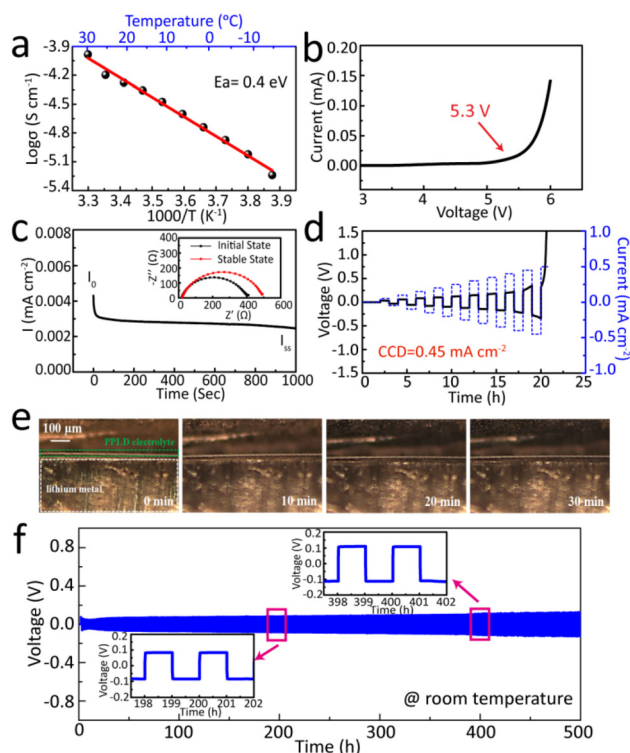 a
Temperature (ºC)
30 20 10 0 -10
-3.9
-4.2
-4.5
-4.8
-5.1
-5.4
Logσ (S cm⁻¹)
Ea= 0.4 eV
3.3 3.4 3.5 3.6 3.7 3.8 3.9
1000/T (K⁻¹)
b
0.20
0.15
0.10
0.05
0.00
Current (mA)
5.3 V
3 4 5 6
Voltage (V)
c
0.008
0.006
0.004
0.002
0.000
I (mA cm⁻²)
I₀
Iss
400
300
200
100
0
-Z'' (Ω)
Initial State
Stable State
0 200 400 600
Z' (Ω)
0 200 400 600 800 1000
Time (Sec)
d
1.5
1.0
0.5
0.0
-0.5
-1.0
-1.5
Voltage (V)
1.0
0.5
0.0
-0.5
-1.0
Current (mA cm⁻²)
CCD=0.45 mA cm⁻²
0 5 10 15 20 25
Time (h)
e
100 μm
PPLD electrolyte
lithium metal
0 min
10 min
20 min
30 min
f
0.8
0.4
0.0
-0.4
-0.8
Voltage (V)
0.2
0.1
0.0
-0.1
-0.2
Voltage (V)
398 399 400 401 402
Time (h)
0.2
0.1
0.0
-0.1
-0.2
Voltage (V)
198 199 200 201 202
Time (h)
@ room temperature
0 100 200 300 400 500
Time (h)